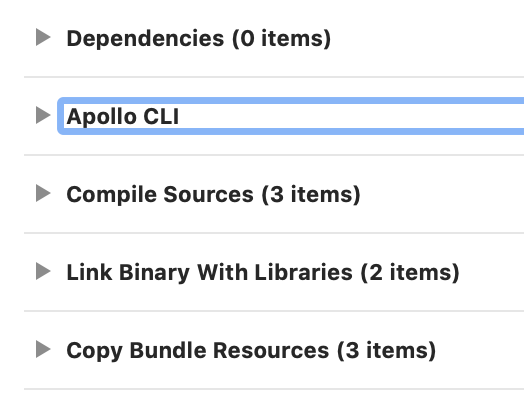 Dependencies (0 items)
Apollo CLI
Compile Sources (3 items)
Link Binary With Libraries (2 items)
Copy Bundle Resources (3 items)